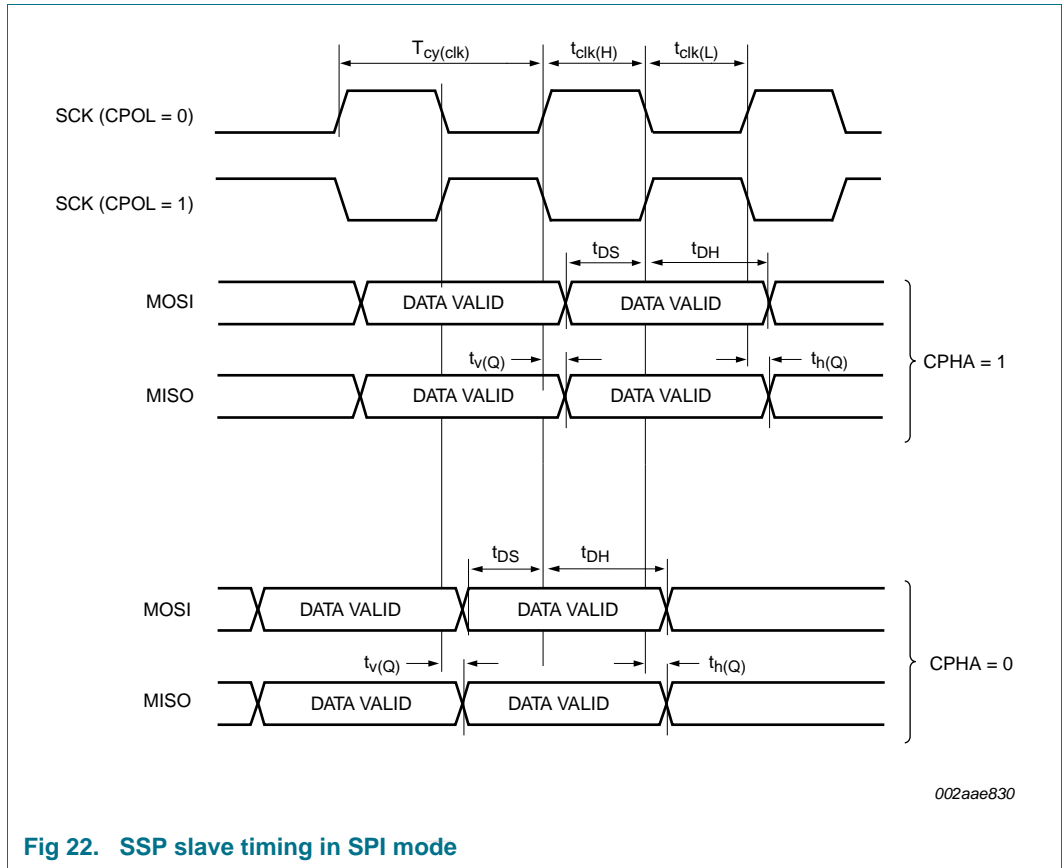 Tcy(clk) tclk(H) tclk(L)
SCK (CPOL = 0)
SCK (CPOL = 1)
tDS tDH
MOSI DATA VALID DATA VALID
tv(Q) th(Q)
CPHA = 1
MISO DATA VALID DATA VALID
tDS tDH
MOSI DATA VALID DATA VALID
tv(Q) th(Q)
CPHA = 0
MISO DATA VALID DATA VALID
002aae830
Fig 22. SSP slave timing in SPI mode